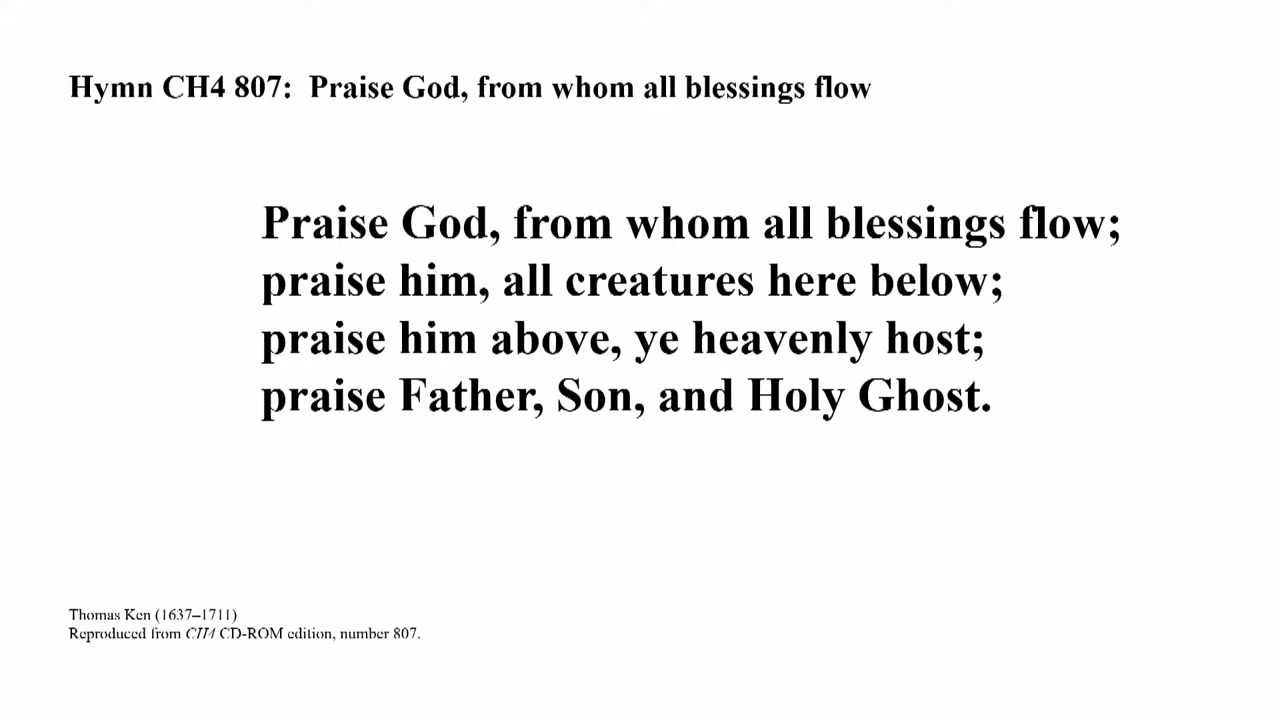 Hymn CH4 807: Praise God, from whom all blessings flow
Praise God, from whom all blessings flow;
praise him, all creatures here below;
praise him above, ye heavenly host;
praise Father, Son, and Holy Ghost.
Thomas Ken (1637–1711)
Reproduced from CH4 CD-ROM edition, number 807.